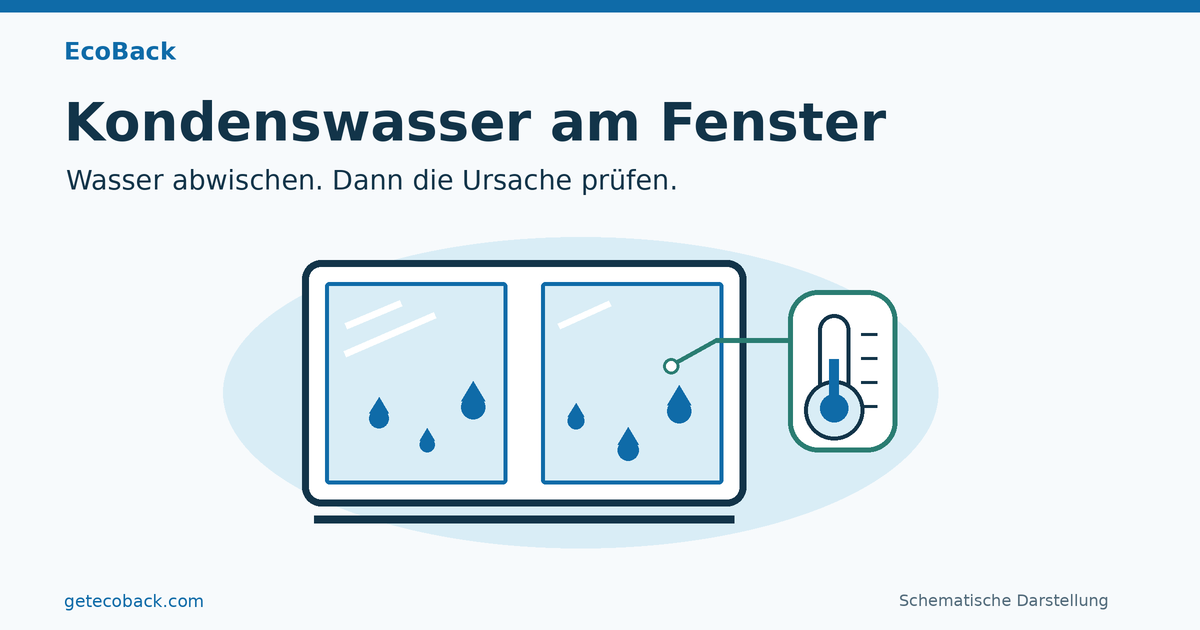 EcoBack
Kondenswasser am Fenster
Wasser abwischen. Dann die Ursache prüfen.
getecoback.com
Schematische Darstellung